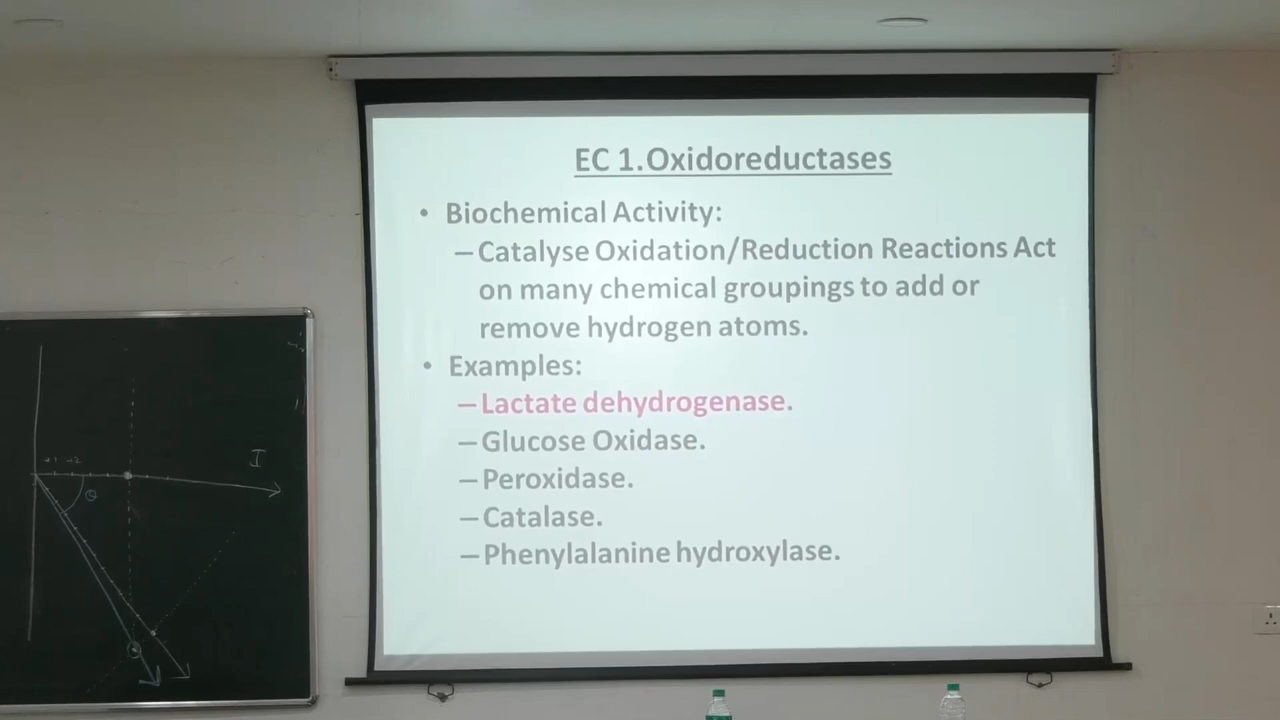 EC 1.Oxidoreductases
• Biochemical Activity:
– Catalyse Oxidation/Reduction Reactions Act
on many chemical groupings to add or
remove hydrogen atoms.
• Examples:
– Lactate dehydrogenase.
– Glucose Oxidase.
– Peroxidase.
– Catalase.
– Phenylalanine hydroxylase.
I
θ